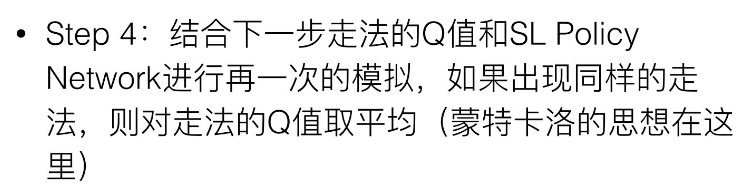 • Step 4：结合下一步走法的Q值和SL Policy
Network进行再一次的模拟，如果出现同样的走
法，则对走法的Q值取平均（蒙特卡洛的思想在这
里）